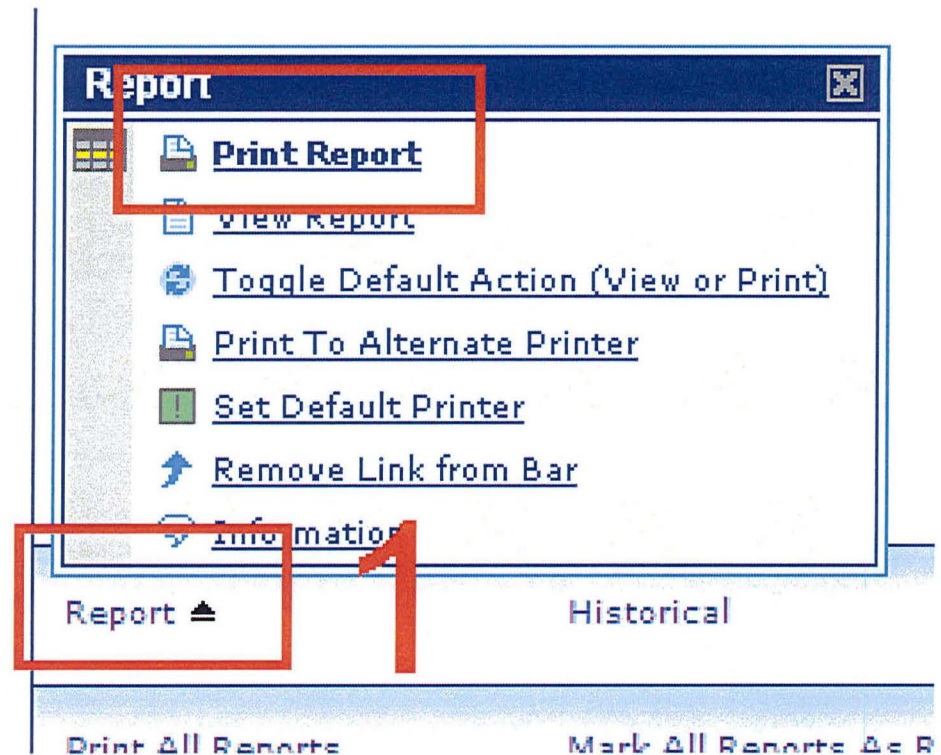 Report
Print Report
View Report
Toggle Default Action (View or Print)
Print To Alternate Printer
Set Default Printer
Remove Link from Bar
Information
1
Report Historical
Print All Reports Mark All Reports As R